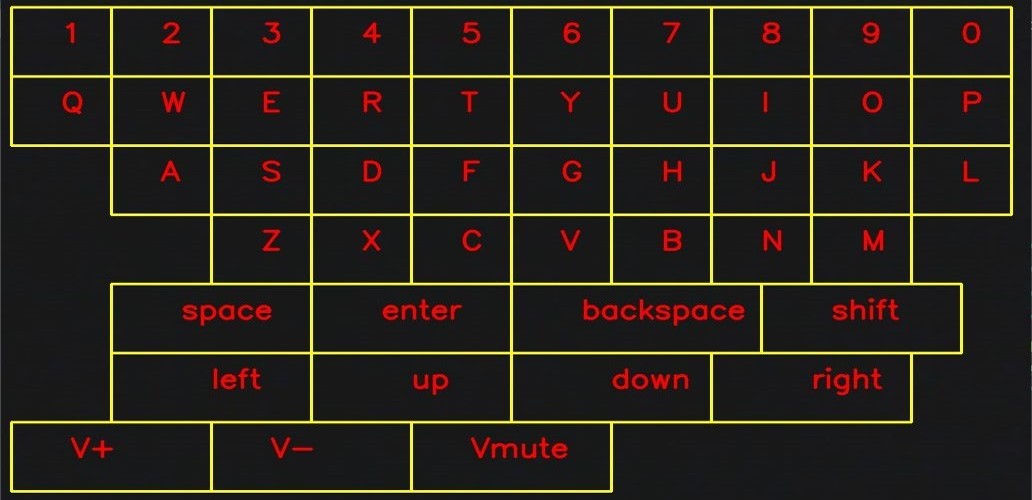 1 2 3 4 5 6 7 8 9 0
Q W E R T Y U I O P
A S D F G H J K L
Z X C V B N M
space enter backspace shift
left up down right
V+ V- Vmute